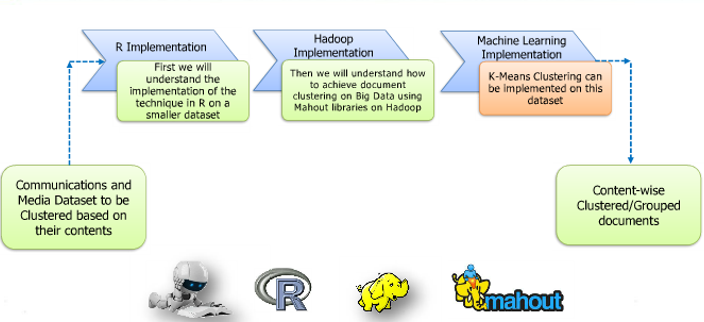 R Implementation
First we will
understand the
implementation of the
technique in R on a
smaller dataset
Hadoop
Implementation
Then we will understand how
to achieve document
clustering on Big Data using
Mahout libraries on Hadoop
Machine Learning
Implementation
K-Means Clustering can
be implemented on this
dataset
Communications and
Media Dataset to be
Clustered based on
their contents
Content-wise
Clustered/Grouped
documents
R
mahout